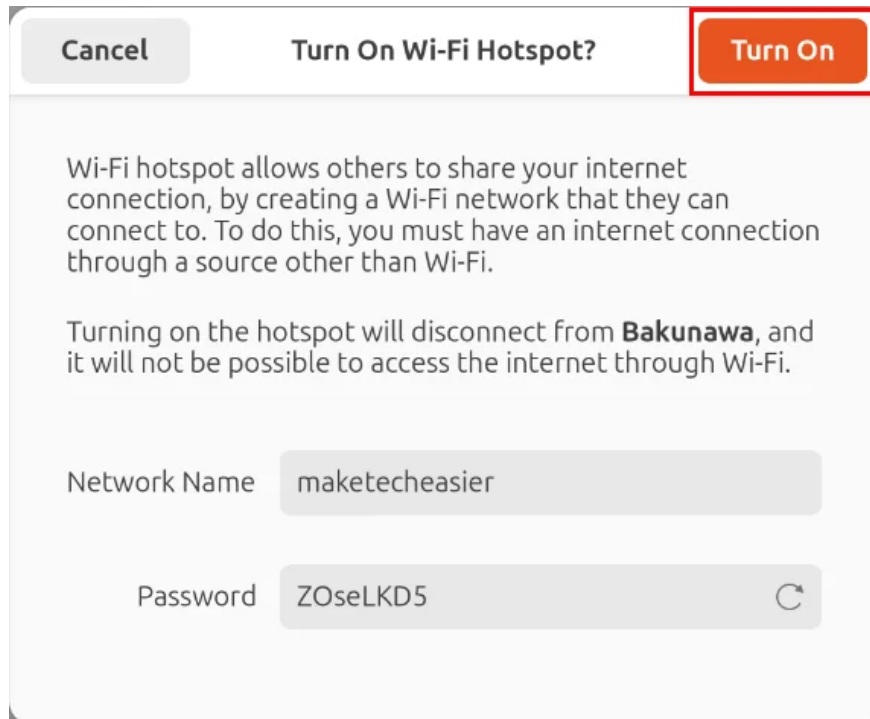 Cancel
Turn On Wi-Fi Hotspot?
Turn On
Wi-Fi hotspot allows others to share your internet
connection, by creating a Wi-Fi network that they can
connect to. To do this, you must have an internet connection
through a source other than Wi-Fi.
Turning on the hotspot will disconnect from Bakunawa, and
it will not be possible to access the internet through Wi-Fi.
Network Name
maketecheasier
Password
ZOseLKD5